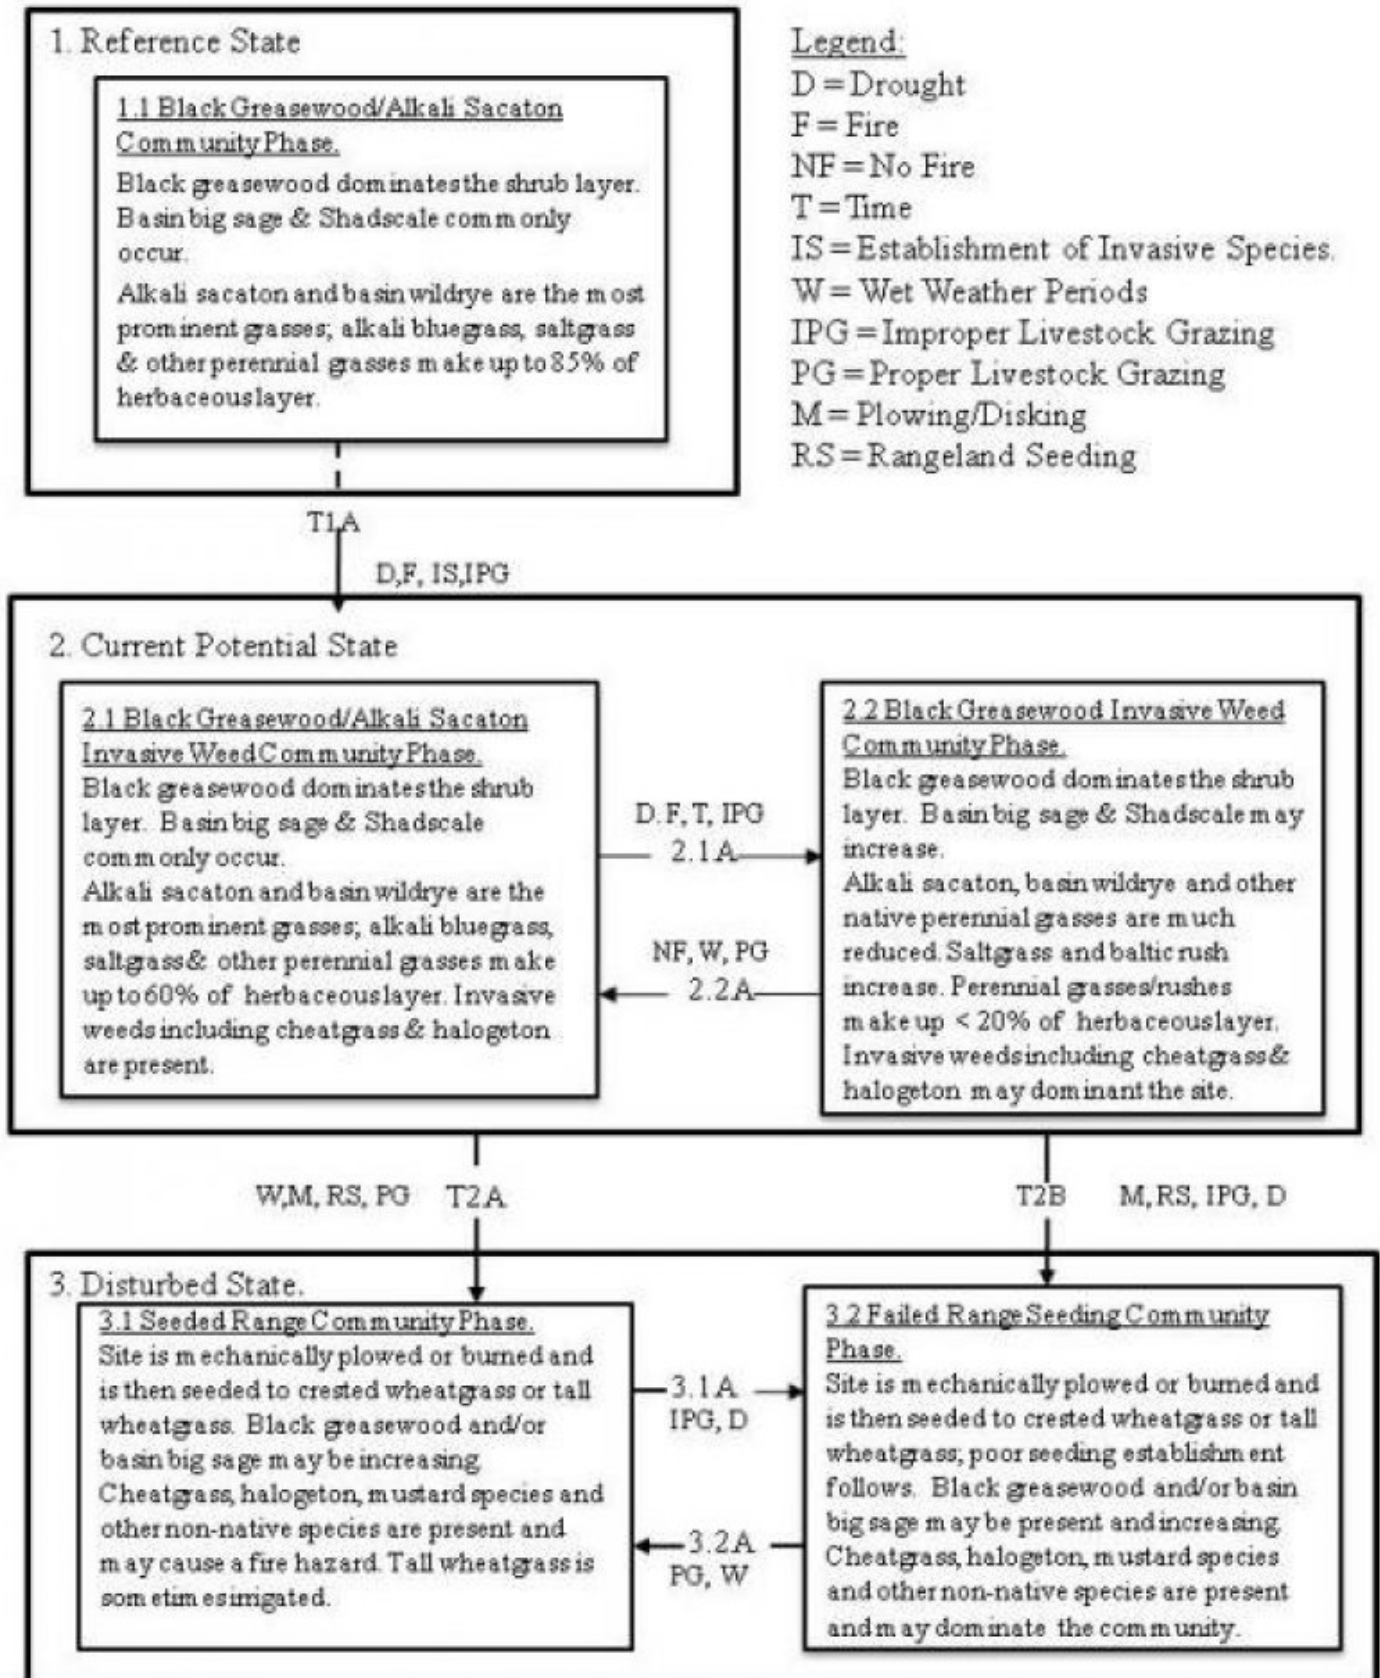 1. Reference State
1.1 Black Greasewood/Alkali Sacaton
Community Phase.
Black greasewood dominates the shrub layer.
Basin big sage & Shadscale commonly
occur.
Alkali sacaton and basin wildrye are the most
prominent grasses; alkali bluegrass, saltgrass
& other perennial grasses make up to 85% of
herbaceous layer.
Legend:
D = Drought
F = Fire
NF = No Fire
T = Time
IS = Establishment of Invasive Species.
W = Wet Weather Periods
IPG = Improper Livestock Grazing
PG = Proper Livestock Grazing
M = Plowing/Disking
RS = Rangeland Seeding
T1A
D,F, IS,IPG
2. Current Potential State
2.1 Black Greasewood/Alkali Sacaton
Invasive Weed Community Phase.
Black greasewood dominates the shrub
layer. Basin big sage & Shadscale
commonly occur.
Alkali sacaton and basin wildrye are the
most prominent grasses; alkali bluegrass,
saltgrass & other perennial grasses make
up to 60% of herbaceous layer. Invasive
weeds including cheatgrass & halogeton
are present.
D. F, T, IPG
2.1A
NF, W, PG
2.2A
2.2 Black Greasewood Invasive Weed
Community Phase.
Black greasewood dominates the shrub
layer. Basin big sage & Shadscale may
increase.
Alkali sacaton, basin wildrye and other
native perennial grasses are much
reduced. Saltgrass and baltic rush
increase. Perennial grasses/rushes
make up < 20% of herbaceous layer.
Invasive weeds including cheatgrass &
halogeton may dominant the site.
W,M, RS, PG T2A
T2B M, RS, IPG, D
3. Disturbed State.
3.1 Seeded Range Community Phase.
Site is mechanically plowed or burned and
is then seeded to crested wheatgrass or tall
wheatgrass. Black greasewood and/or
basin big sage may be increasing.
Cheatgrass, halogeton, mustard species and
other non-native species are present and
may cause a fire hazard. Tall wheatgrass is
sometimes irrigated.
3.1A
IPG, D
3.2A
PG, W
3.2 Failed Range Seeding Community
Phase.
Site is mechanically plowed or burned and
is then seeded to crested wheatgrass or tall
wheatgrass; poor seeding establishment
follows. Black greasewood and/or basin
big sage may be present and increasing.
Cheatgrass, halogeton, mustard species
and other non-native species are present
and may dominate the community.